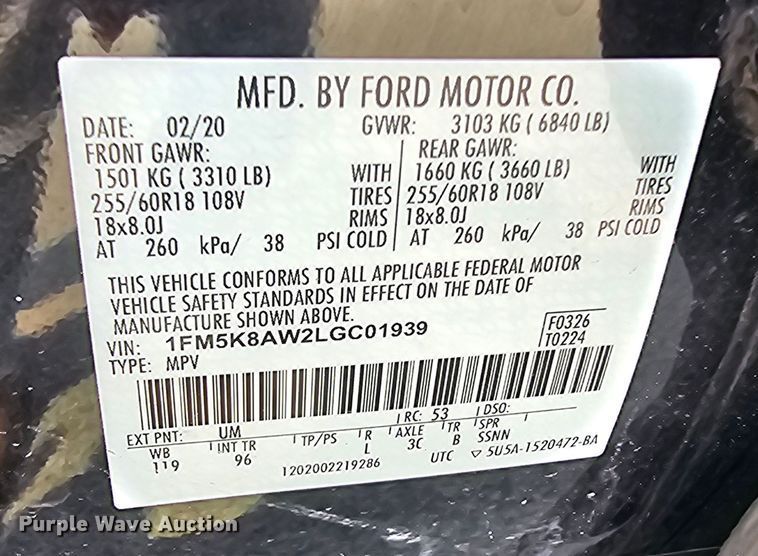 MFD. BY FORD MOTOR CO.
DATE: 02/20 GVWR: 3103 KG ( 6840 LB)
FRONT GAWR: REAR GAWR:
1501 KG ( 3310 LB) WITH 1660 KG ( 3660 LB) WITH
255/60R18 108V TIRES 255/60R18 108V TIRES
18x8.0J RIMS 18x8.0J RIMS
AT 260 kPa/ 38 PSI COLD AT 260 kPa/ 38 PSI COLD
THIS VEHICLE CONFORMS TO ALL APPLICABLE FEDERAL MOTOR
VEHICLE SAFETY STANDARDS IN EFFECT ON THE DATE OF
MANUFACTURE SHOWN ABOVE.
VIN: 1FM5K8AW2LGC01939 F0326
TYPE: MPV T0224
EXT PNT: UM RC: 53 DSO:
WB INT TR TP/PS R AXLE TR SPR
119 96 L 3C B SSNN
1202002219286 UTC 5U5A-1520472-BA
Purple Wave Auction